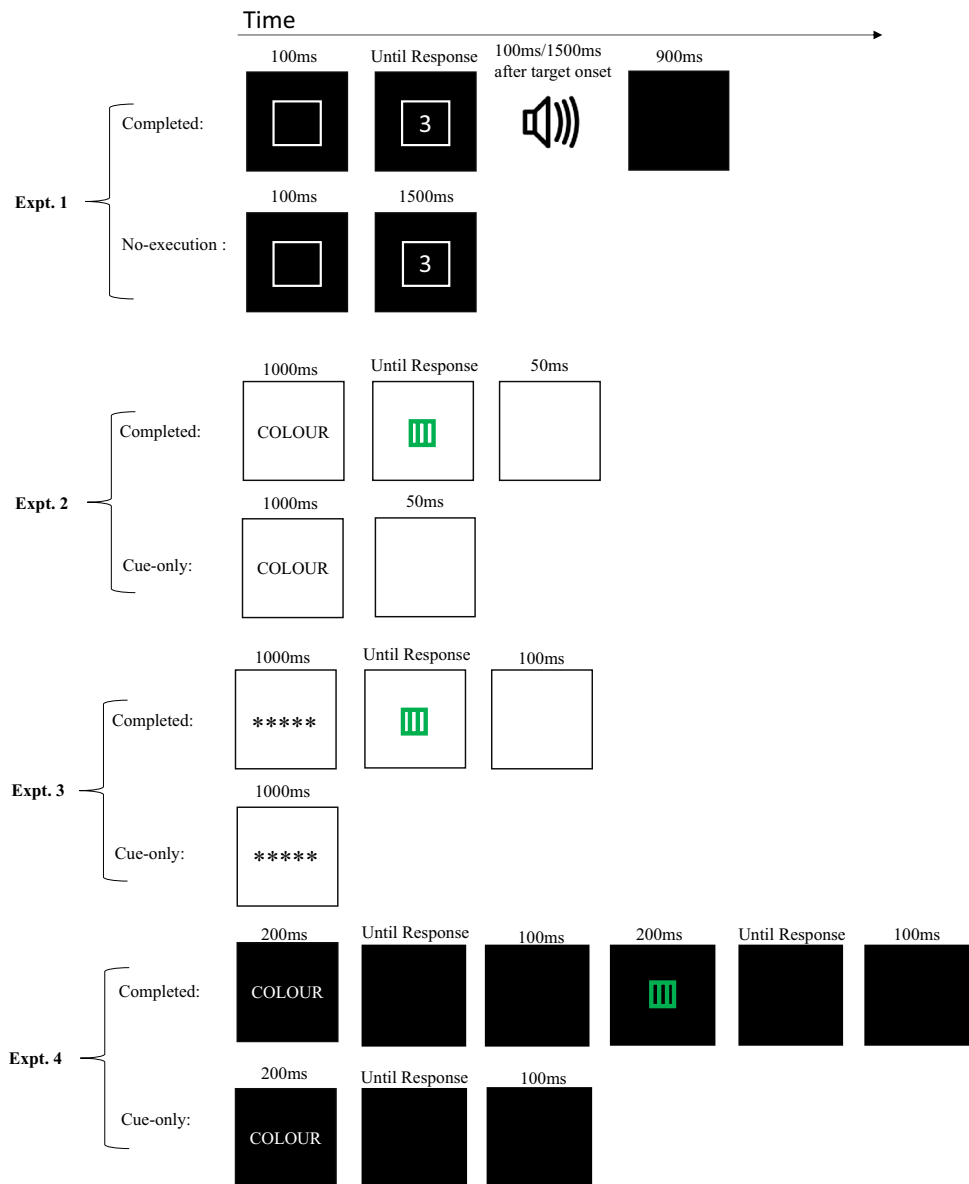 Time
100ms
Until Response
100ms/1500ms
after target onset
900ms
Completed:
3
Expt. 1
100ms
1500ms
No-execution :
3
1000ms
Until Response
50ms
Completed:
COLOUR
Expt. 2
1000ms
50ms
Cue-only:
COLOUR
1000ms
Until Response
100ms
Completed:
*****
Expt. 3
1000ms
Cue-only:
*****
200ms
Until Response
100ms
200ms
Until Response
100ms
Completed:
COLOUR
Expt. 4
200ms
Until Response
100ms
Cue-only:
COLOUR